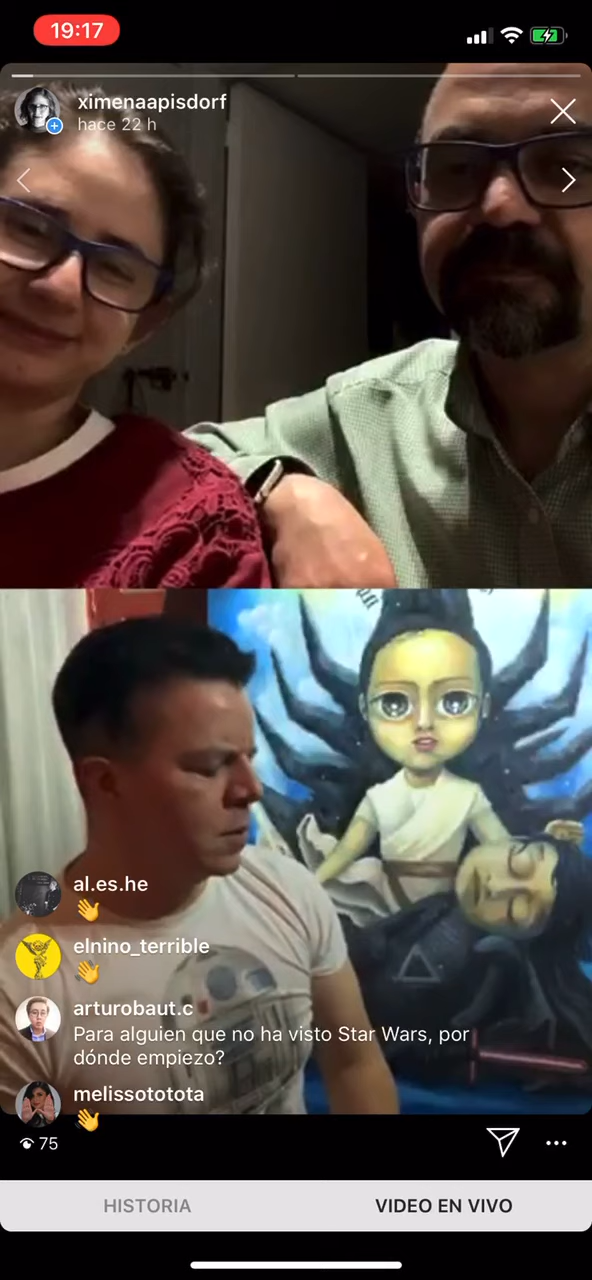 19:17
ximenaapisdorf
hace 22 h
al.es.he
👋
elnino_terrible
👋
arturobaut.c
Para alguien que no ha visto Star Wars, por
dónde empiezo?
melissototota
👋
75
HISTORIA
VIDEO EN VIVO